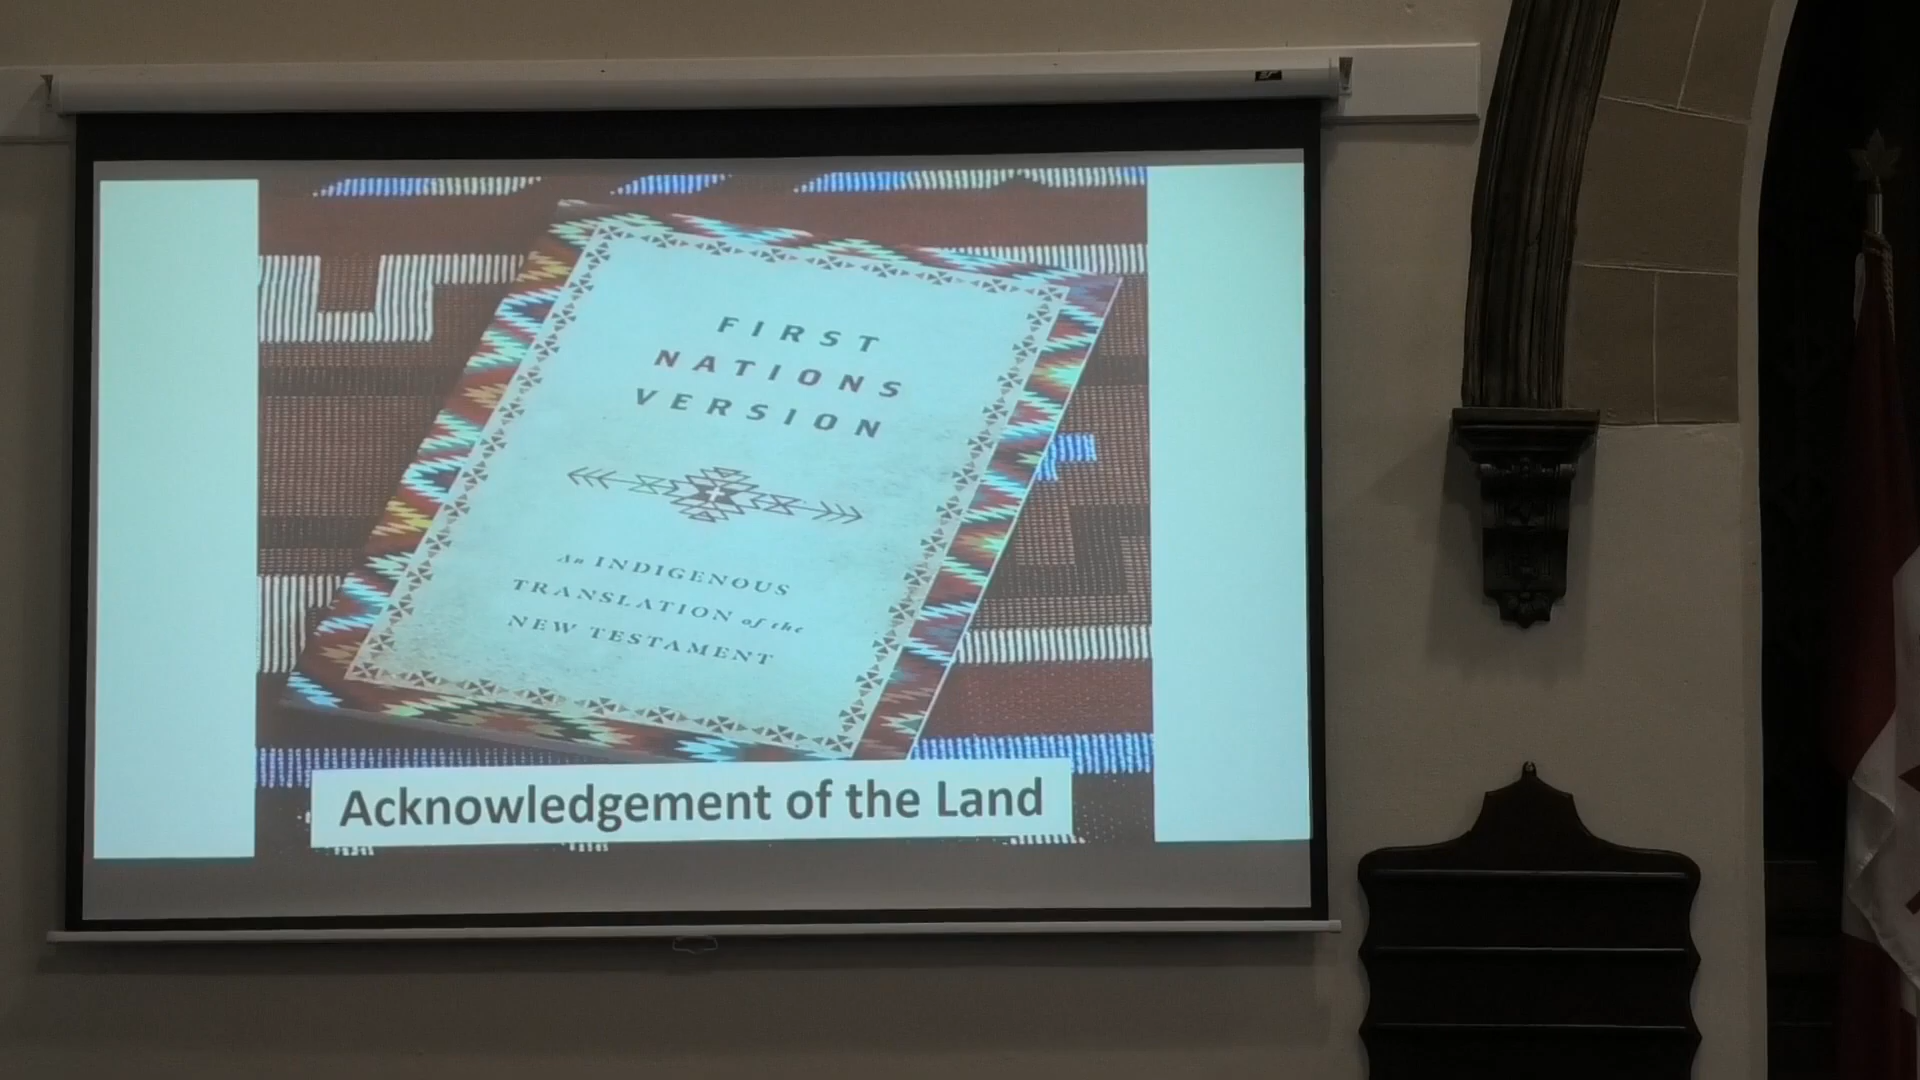 FIRST
NATIONS
VERSION
An INDIGENOUS
TRANSLATION of the
NEW TESTAMENT
Acknowledgement of the Land